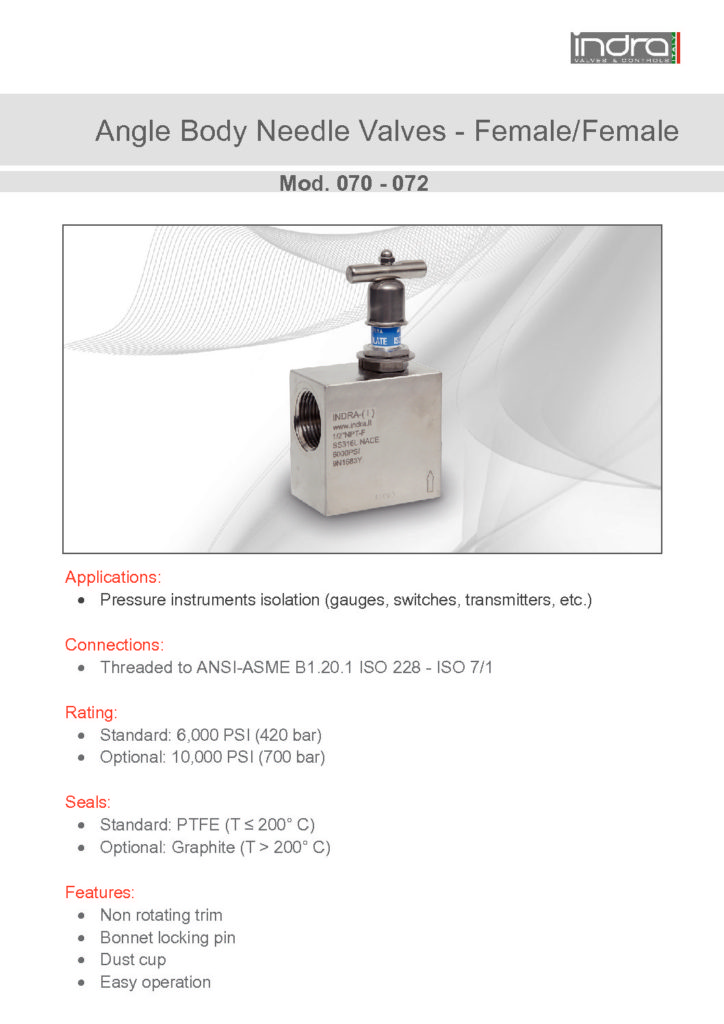 indra
ITALY
VALVES & CONTROLS
Angle Body Needle Valves - Female/Female
Mod. 070 - 072
INDRA-( I )
www.indra.it
1/2"NPT-F
SS316L NACE
6000PSI
Applications:
• Pressure instruments isolation (gauges, switches, transmitters, etc.)
Connections:
• Threaded to ANSI-ASME B1.20.1 ISO 228 - ISO 7/1
Rating:
• Standard: 6,000 PSI (420 bar)
• Optional: 10,000 PSI (700 bar)
Seals:
• Standard: PTFE (T ≤ 200° C)
• Optional: Graphite (T > 200° C)
Features:
• Non rotating trim
• Bonnet locking pin
• Dust cup
• Easy operation